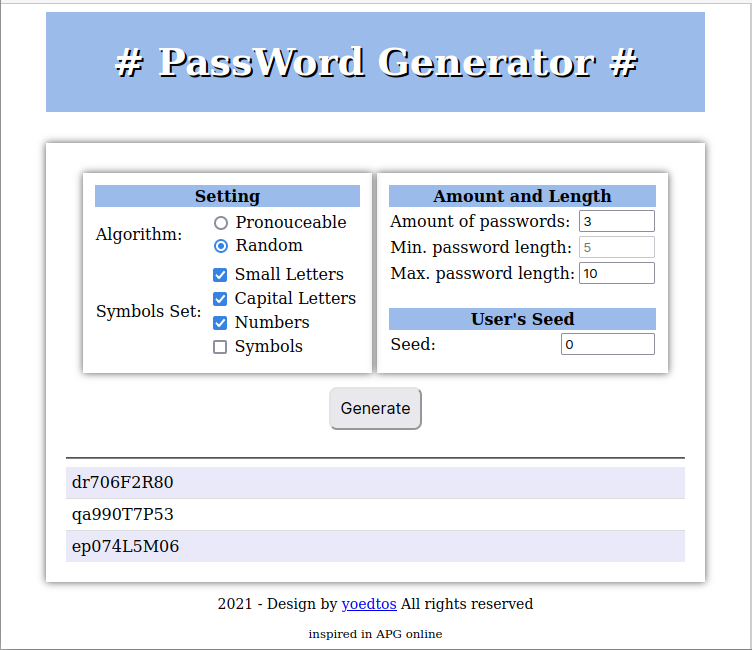 # PassWord Generator #
Setting
Algorithm:
Pronouceable
Random
Symbols Set:
Small Letters
Capital Letters
Numbers
Symbols
Amount and Length
Amount of passwords: 3
Min. password length: 5
Max. password length: 10
User's Seed
Seed: 0
Generate
dr706F2R80
qa990T7P53
ep074L5M06
2021 - Design by yoedtos All rights reserved
inspired in APG online